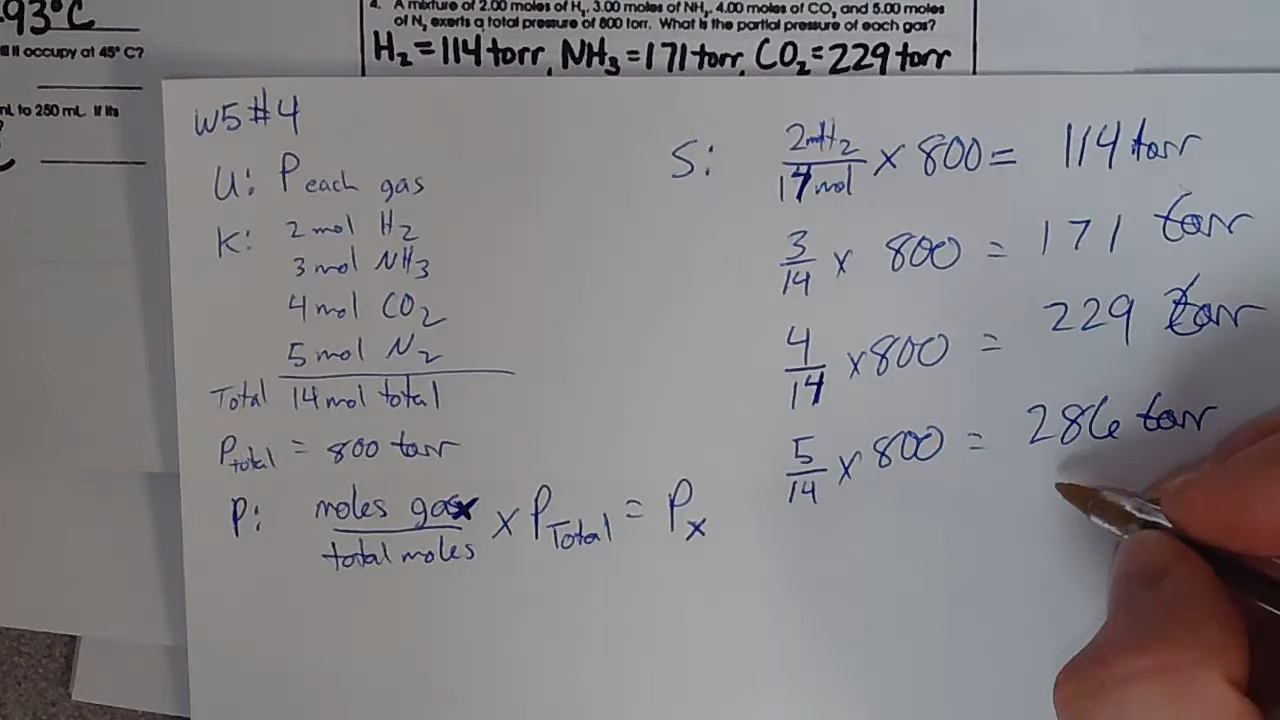 93°C
4. A mixture of 2.00 moles of H₂, 3.00 moles of NH₃, 4.00 moles of CO₂ and 5.00 moles
of N₂ exerts a total pressure of 800 torr. What is the partial pressure of each gas?
H₂=114 torr, NH₃=171 torr, CO₂=229 torr
it occupy at 45° C?
mL to 250 mL. If its
W5#4
U: P each gas
K: 2 mol H₂
3 mol NH₃
4 mol CO₂
5 mol N₂
Total 14 mol total
Ptotal = 800 torr
P: moles gas x / total moles × PTotal = Px
S: 2 m H₂ / 14 mol × 800 = 114 torr
3/14 × 800 = 171 torr
4/14 × 800 = 229 torr
5/14 × 800 = 286 torr